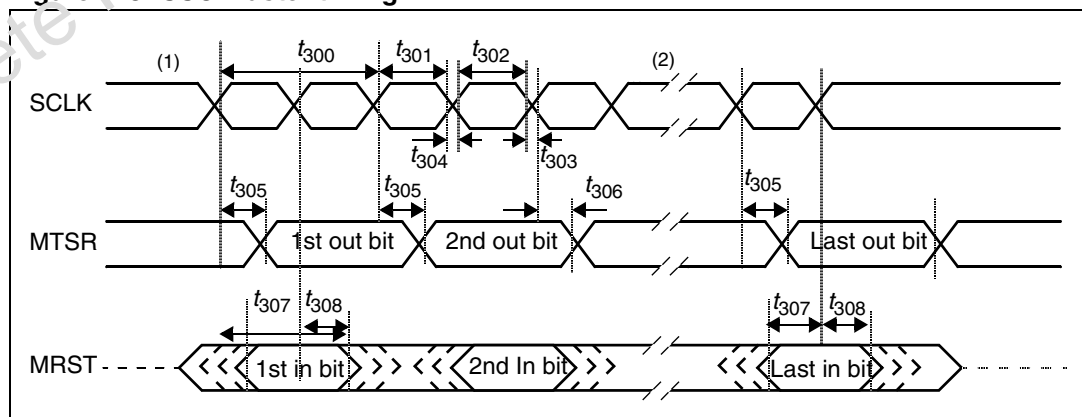 (1) t300 t301 t302 (2)
SCLK
t304 t303
t305 t305 t306 t305
MTSR 1st out bit 2nd out bit Last out bit
t307 t308 t307 t308
MRST 1st in bit 2nd In bit Last in bit